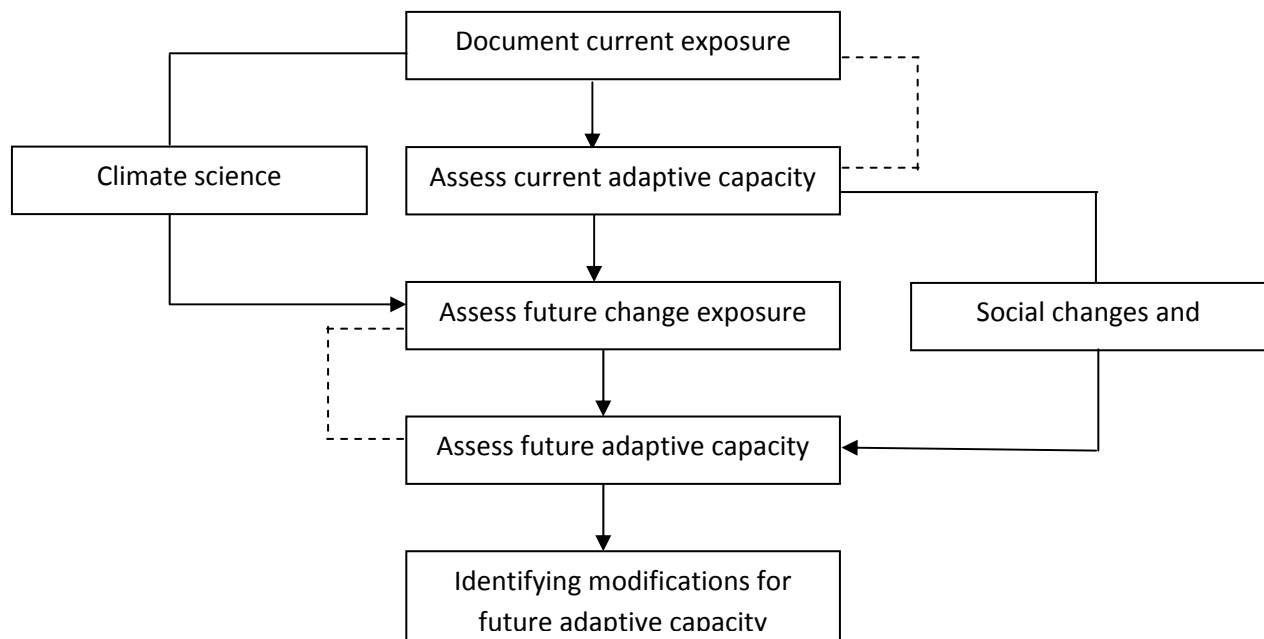 Document current exposure
Climate science
Assess current adaptive capacity
Assess future change exposure
Social changes and
Assess future adaptive capacity
Identifying modifications for
future adaptive capacity